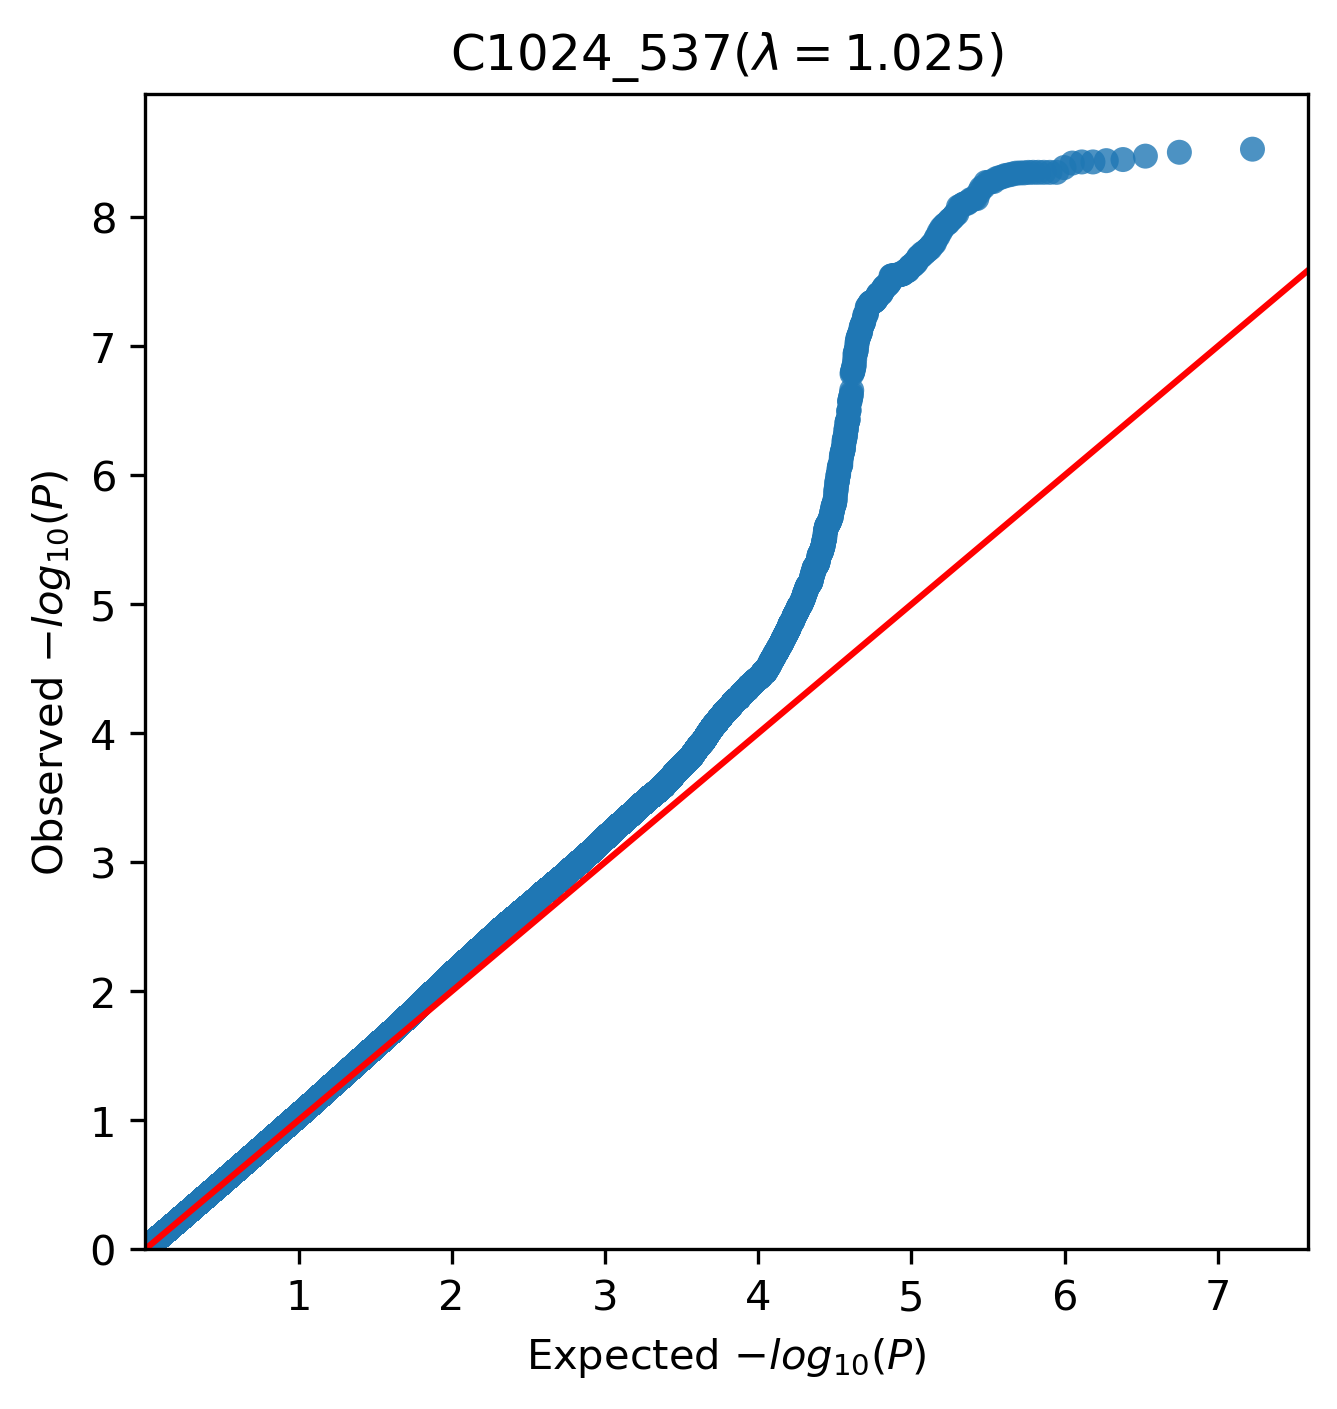 C1024_537(λ = 1.025)
Observed −log₁₀(P)
8
7
6
5
4
3
2
1
0
1 2 3 4 5 6 7
Expected −log₁₀(P)